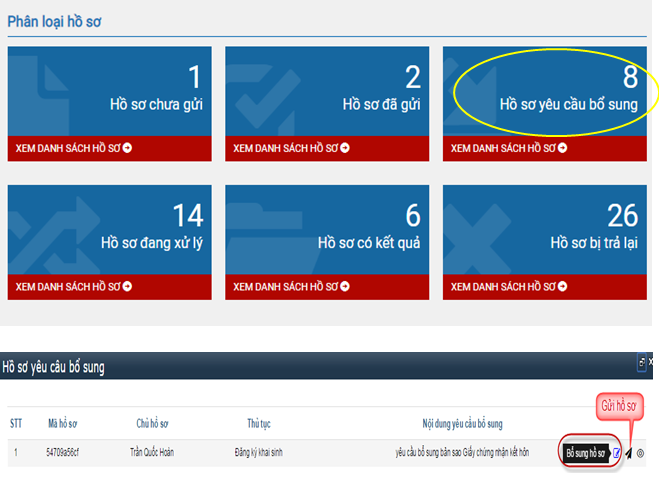 Phân loại hồ sơ
1
Hồ sơ chưa gửi
XEM DANH SÁCH HỒ SƠ
2
Hồ sơ đã gửi
XEM DANH SÁCH HỒ SƠ
8
Hồ sơ yêu cầu bổ sung
XEM DANH SÁCH HỒ SƠ
14
Hồ sơ đang xử lý
XEM DANH SÁCH HỒ SƠ
6
Hồ sơ có kết quả
XEM DANH SÁCH HỒ SƠ
26
Hồ sơ bị trả lại
XEM DANH SÁCH HỒ SƠ
Hồ sơ yêu cầu bổ sung
Gửi hồ sơ
STT Mã hồ sơ Chủ hồ sơ Thủ tục Nội dung yêu cầu bổ sung
1 54709a56cf Trần Quốc Hoàn Đăng ký khai sinh yêu cầu bổ sung bản sao Giấy chứng nhận kết hôn Bổ sung hồ sơ